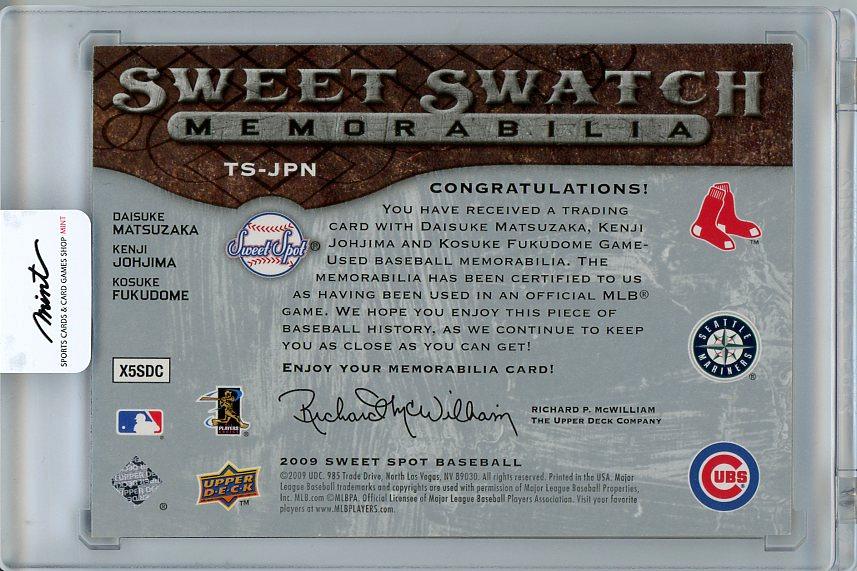 SWEET SWATCH
MEMORABILIA
TS-JPN
CONGRATULATIONS!
YOU HAVE RECEIVED A TRADING
CARD WITH DAISUKE MATSUZAKA, KENJI
JOHJIMA AND KOSUKE FUKUDOME GAME-
USED BASEBALL MEMORABILIA. THE
MEMORABILIA HAS BEEN CERTIFIED TO US
AS HAVING BEEN USED IN AN OFFICIAL MLB®
GAME. WE HOPE YOU ENJOY THIS PIECE OF
BASEBALL HISTORY, AS WE CONTINUE TO KEEP
YOU AS CLOSE AS YOU CAN GET!
ENJOY YOUR MEMORABILIA CARD!
DAISUKE
MATSUZAKA
KENJI
JOHJIMA
KOSUKE
FUKUDOME
Sweet Spot®
mint
SPORTS CARDS & CARD GAMES SHOP MINT
X5SDC
Richard McWilliam
RICHARD P. MCWILLIAM
THE UPPER DECK COMPANY
PLAYERS
CHOICE
UPPER
DECK
TM
®
2009 SWEET SPOT BASEBALL
©2009 UDC. 985 Trade Drive, North Las Vegas, NV 89030. All rights reserved. Printed in the USA. Major
League Baseball trademarks and copyrights are used with permission of Major League Baseball Properties,
Inc. MLB.com ©MLBPA, Official Licensee of Major League Baseball Players Association. Visit your favorite
players at www.MLBPLAYERS.com.
TM
SEATTLE
MARINERS
®
CUBS